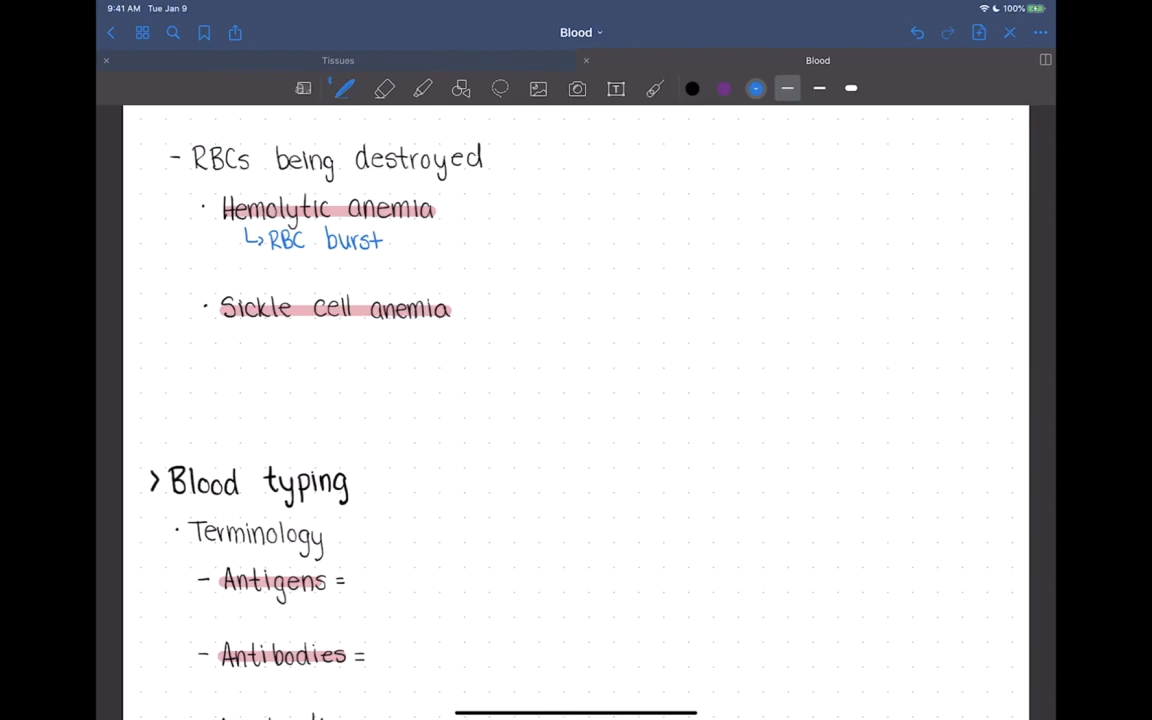 9:41 AM Tue Jan 9 100%
Blood
Tissues Blood
- RBCs being destroyed
· Hemolytic anemia
↳ RBC burst
· Sickle cell anemia
> Blood typing
· Terminology
- Antigens =
- Antibodies =